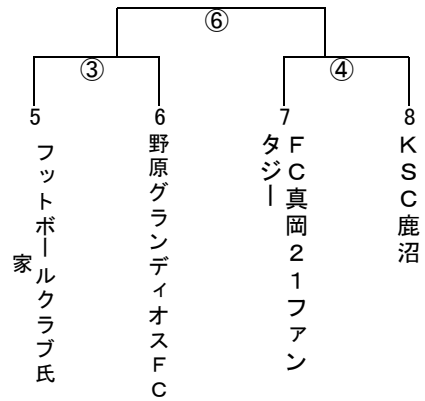 ⑥
③
④
5
6
7
8
フットボールクラブ氏
家
野原グランディオスFC
FC真岡21ファン
タジー
KSC鹿沼